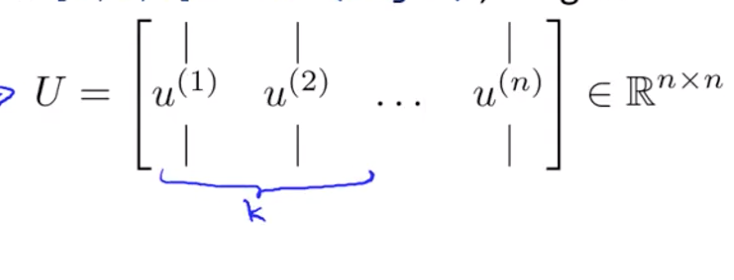 U = [ u^(1) u^(2) ... u^(n) ] ∈ ℝ^{n×n}
k